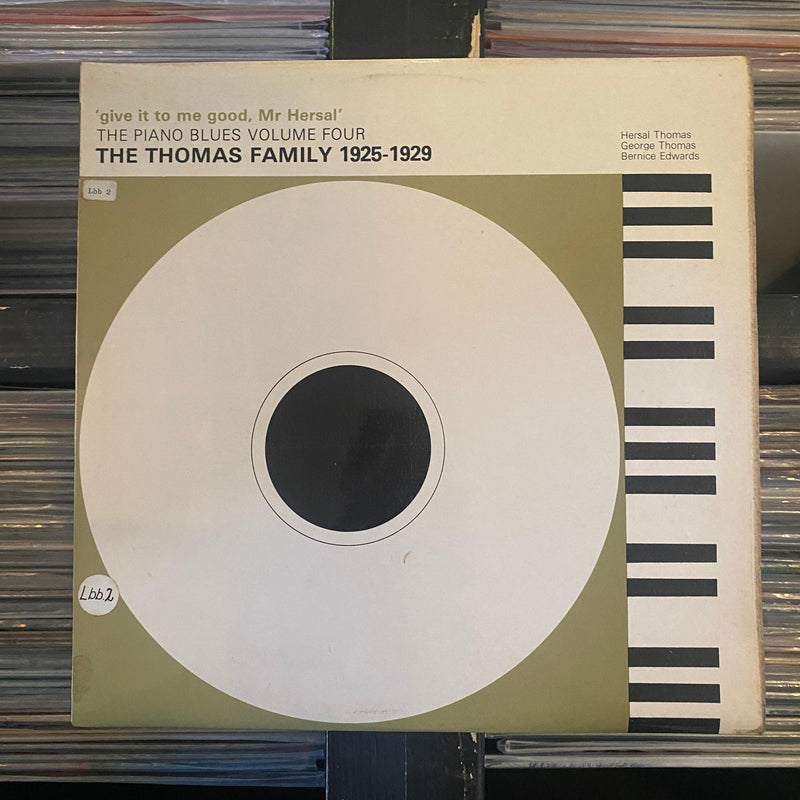 'give it to me good, Mr Hersal'
THE PIANO BLUES VOLUME FOUR
THE THOMAS FAMILY 1925-1929
Hersal Thomas
George Thomas
Bernice Edwards
Lbb 2
Lbb2